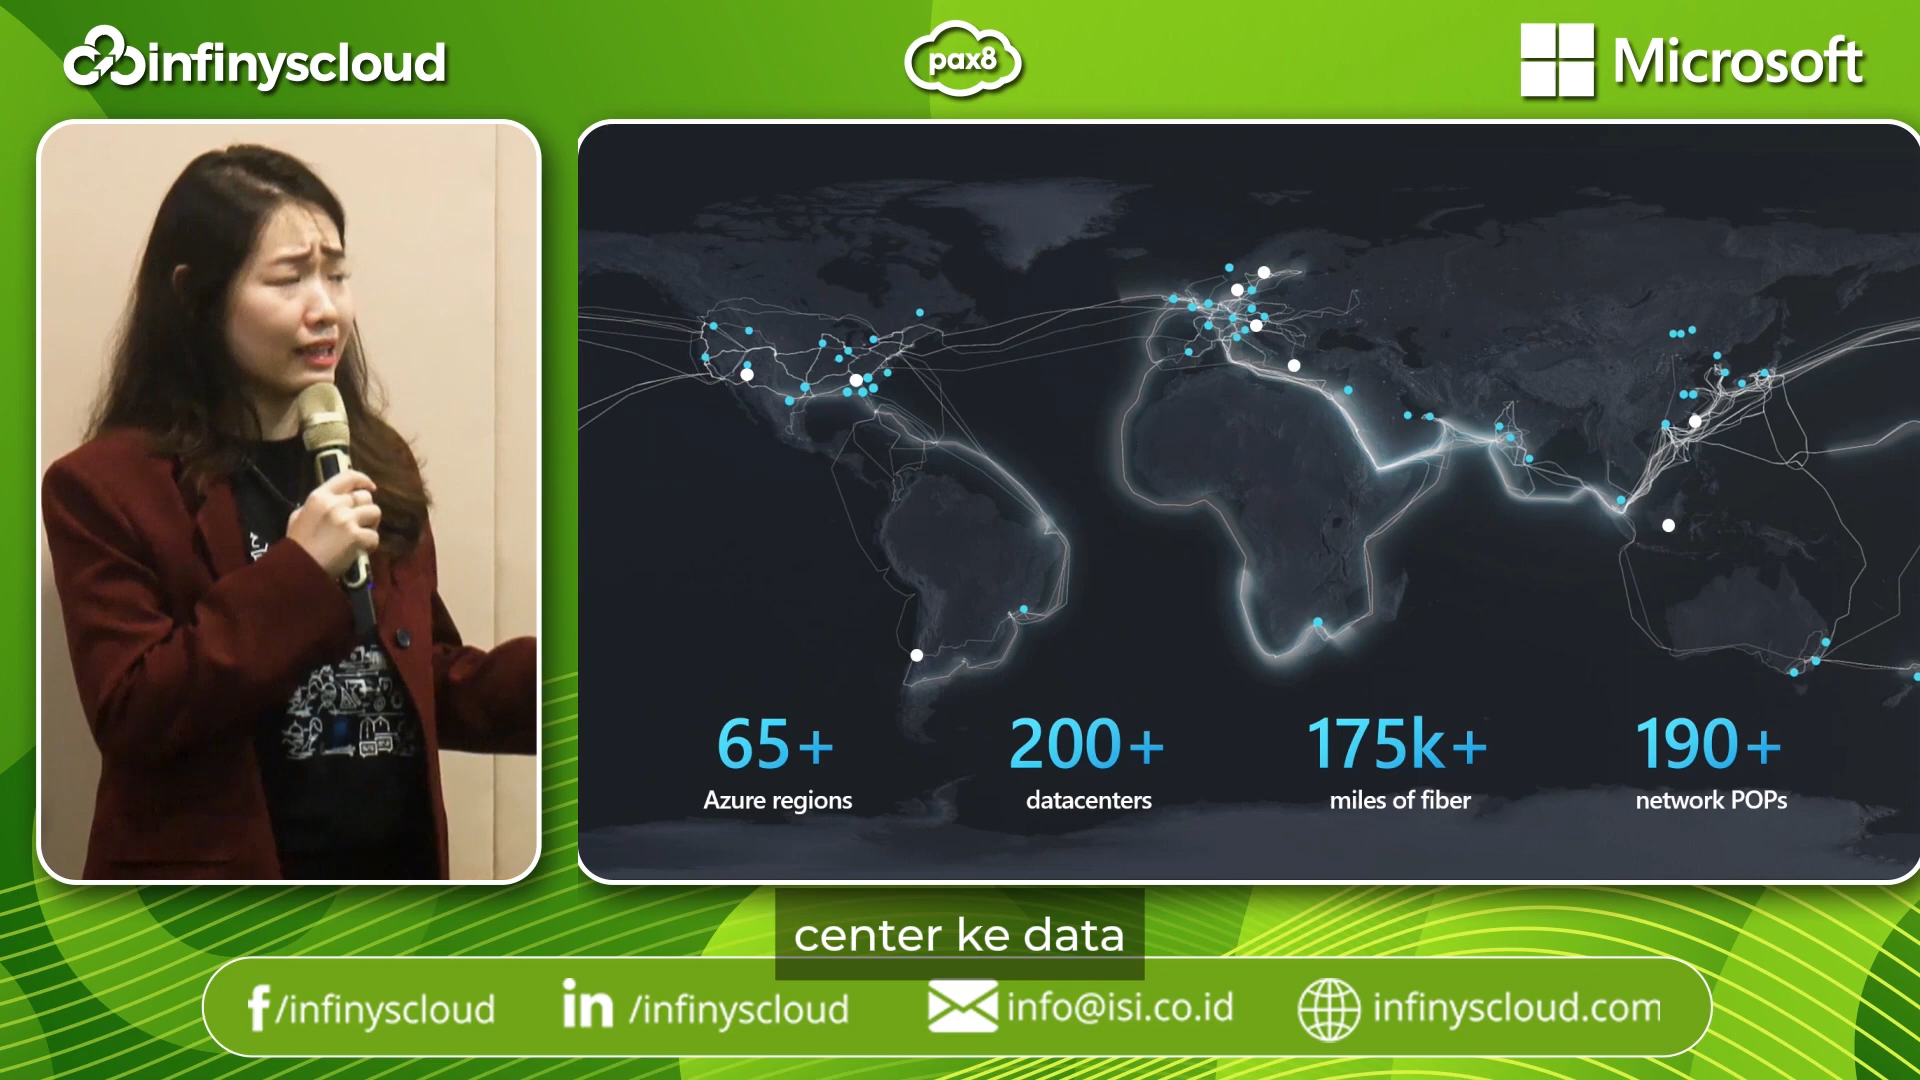 infinyscloud
pax8
Microsoft
65+
Azure regions
200+
datacenters
175k+
miles of fiber
190+
network POPs
center ke data
/infinyscloud
/infinyscloud
info@isi.co.id
infinyscloud.com